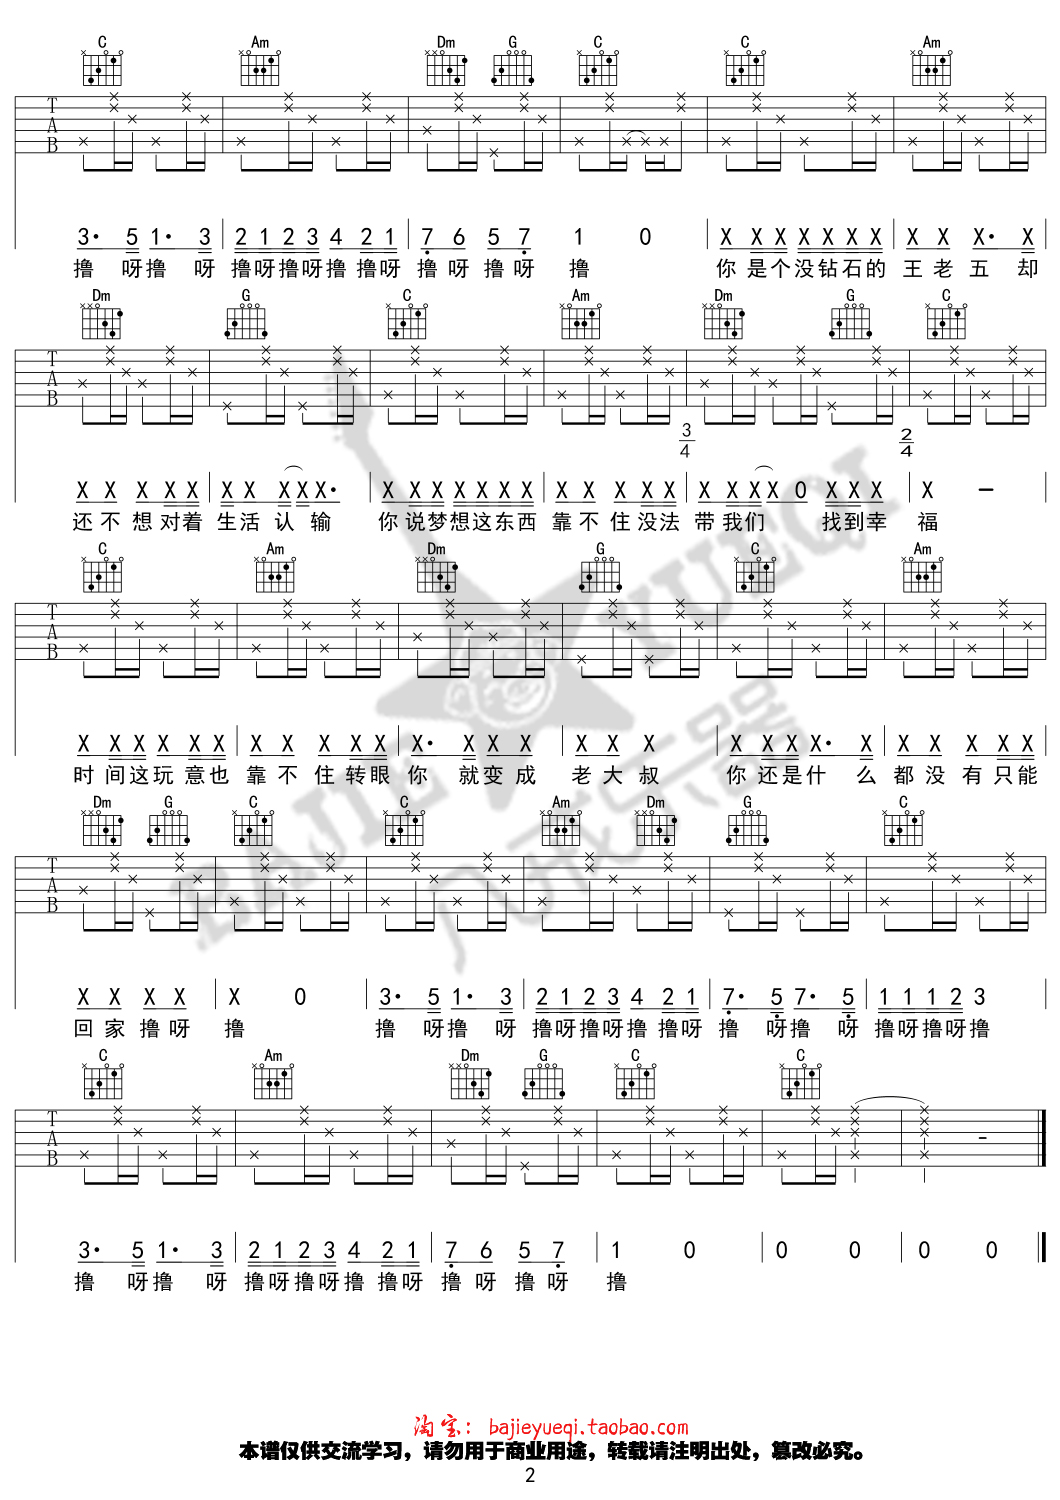 C Am Dm G C C Am
T A B
3· 5 1· 3 2 1 2 3 4 2 1 7 6 5 7 1 0 X X X X X X X X X X· X
撸 呀撸 呀 撸呀撸呀撸 撸呀 撸呀撸呀 撸 你是个没钻石的 王老五 却
Dm G C Am Dm G C
T A B
3/4 2/4
X X X X X X X X X X· X X X X X X X X X X X X X X X X 0 X X X X –
还不想对着 生活 认 输 你说梦想这东西 靠不住没法 带我们 找到幸 福
C Am Dm G C Am
T A B
X X X X X X X X X X X X· X X X X X X X X X X· X X X X X X
时间这玩意也 靠不住转眼 你 就变成 老大叔 你还是什 么 都没有只能
Dm G C C Am Dm G C
T A B
X X X X X 0 3· 5 1· 3 2 1 2 3 4 2 1 7· 5 7· 5 1 1 1 2 3
回家撸呀 撸 撸 呀撸 呀 撸呀撸呀撸 撸呀 撸 呀撸 呀 撸呀撸呀撸
C Am Dm G C C
T A B
3· 5 1· 3 2 1 2 3 4 2 1 7 6 5 7 1 0 0 0 0 0
撸 呀撸 呀 撸呀撸呀撸 撸呀 撸呀撸呀 撸
BAJIE YUEQI
八戒乐器
淘宝：bajieyueqi.taobao.com
本谱仅供交流学习，请勿用于商业用途，转载请注明出处，篡改必究。
2